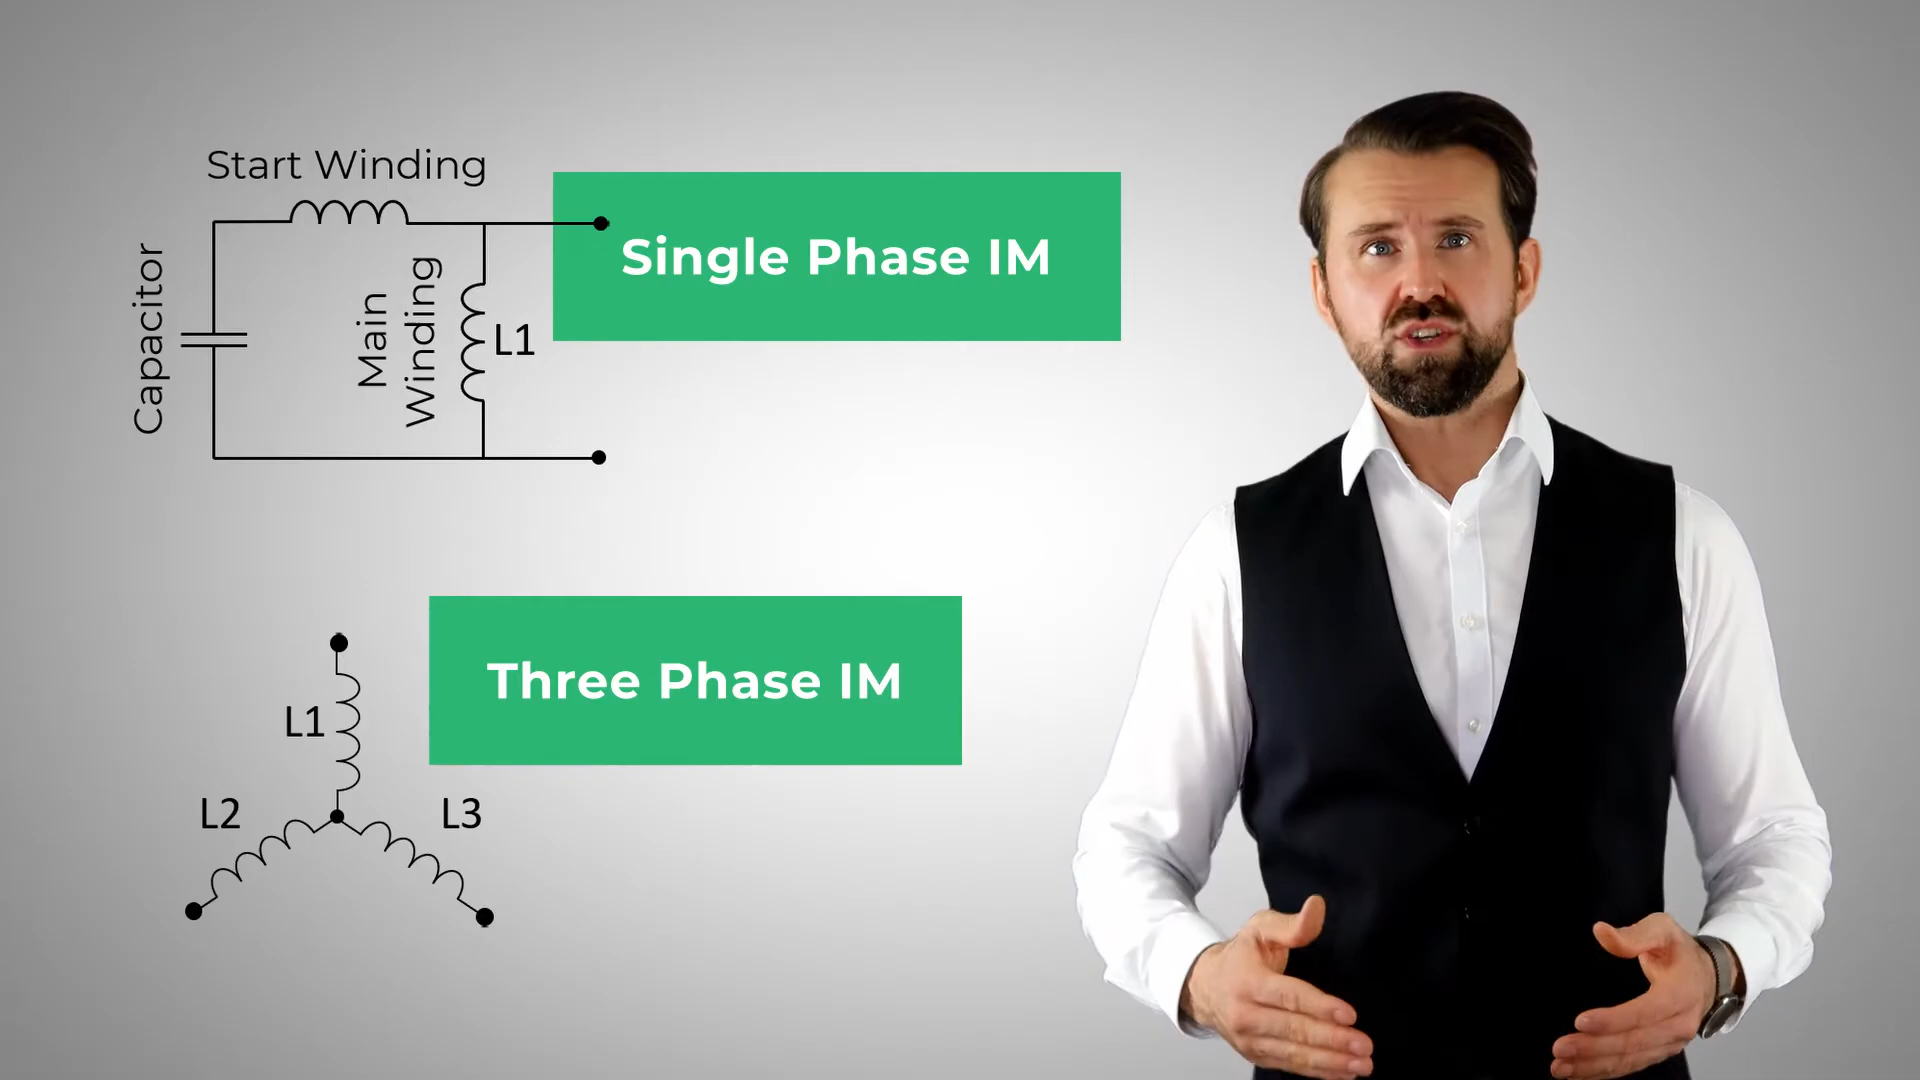 Start Winding
Capacitor
Main
Winding
L1
Single Phase IM
Three Phase IM
L1
L2
L3